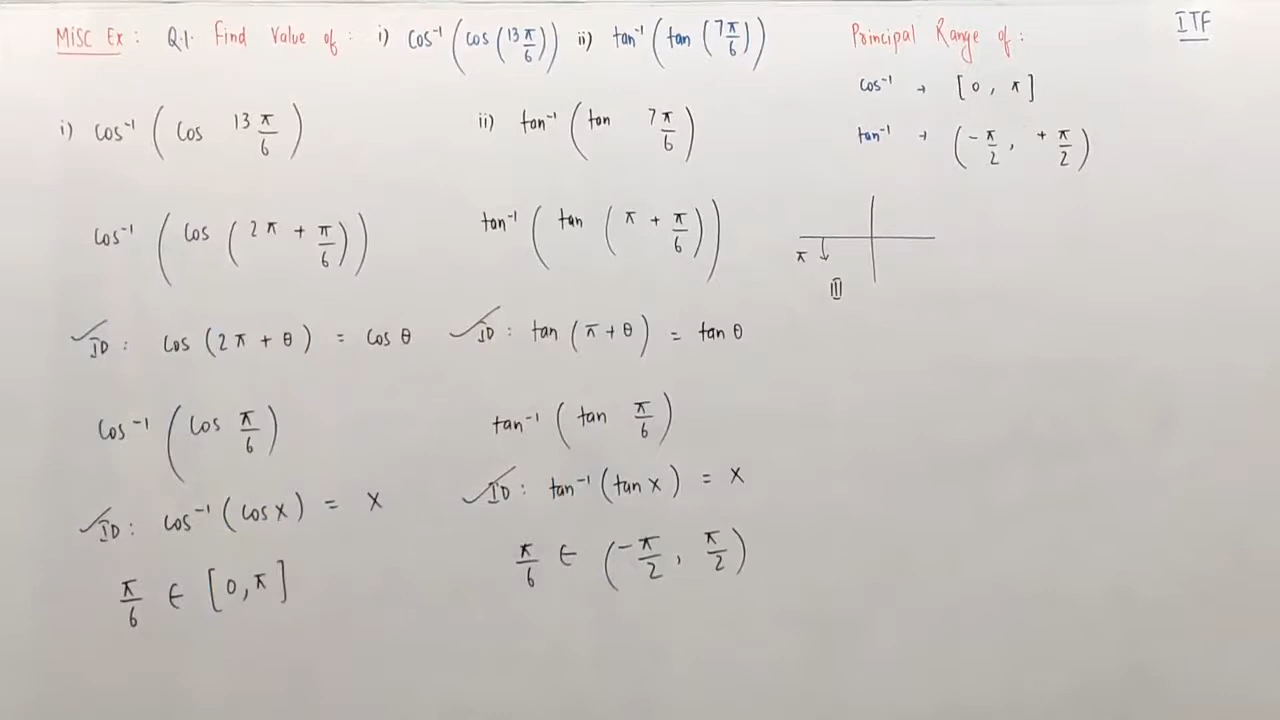 MISC Ex : Q.1. Find Value of : i) cos⁻¹ (cos (13π/6)) ii) tan⁻¹ (tan (7π/6))
i) cos⁻¹ (cos 13π/6)
cos⁻¹ (cos (2π + π/6))
ID : cos (2π + θ) = cos θ
cos⁻¹ (cos π/6)
ID : cos⁻¹ (cos x) = x
π/6 ∈ [0, π]
ii) tan⁻¹ (tan 7π/6)
tan⁻¹ (tan (π + π/6))
ID : tan (π + θ) = tan θ
tan⁻¹ (tan π/6)
ID : tan⁻¹ (tan x) = x
π/6 ∈ (-π/2, π/2)
Principal Range of :
cos⁻¹ → [0, π]
tan⁻¹ → (-π/2, +π/2)
π ↓
III
ITF